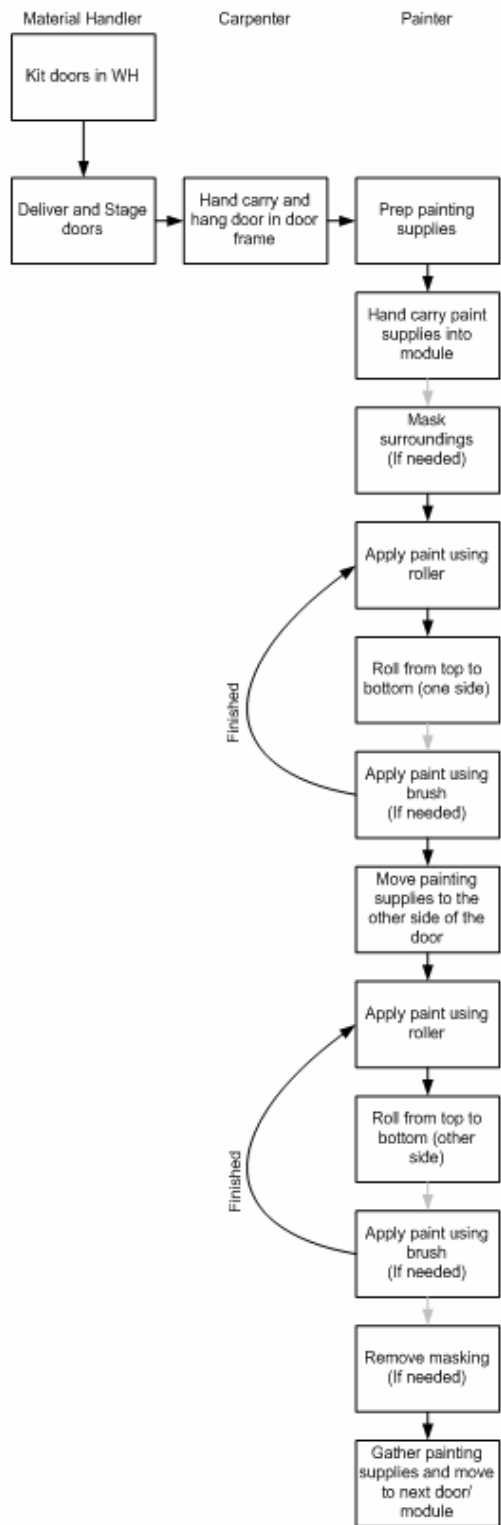 Material Handler
Carpenter
Painter
Kit doors in WH
Deliver and Stage
doors
Hand carry and
hang door in door
frame
Prep painting
supplies
Hand carry paint
supplies into
module
Mask
surroundings
(If needed)
Apply paint using
roller
Roll from top to
bottom (one side)
Finished
Apply paint using
brush
(If needed)
Move painting
supplies to the
other side of the
door
Apply paint using
roller
Roll from top to
bottom (other
side)
Finished
Apply paint using
brush
(If needed)
Remove masking
(If needed)
Gather painting
supplies and move
to next door/
module